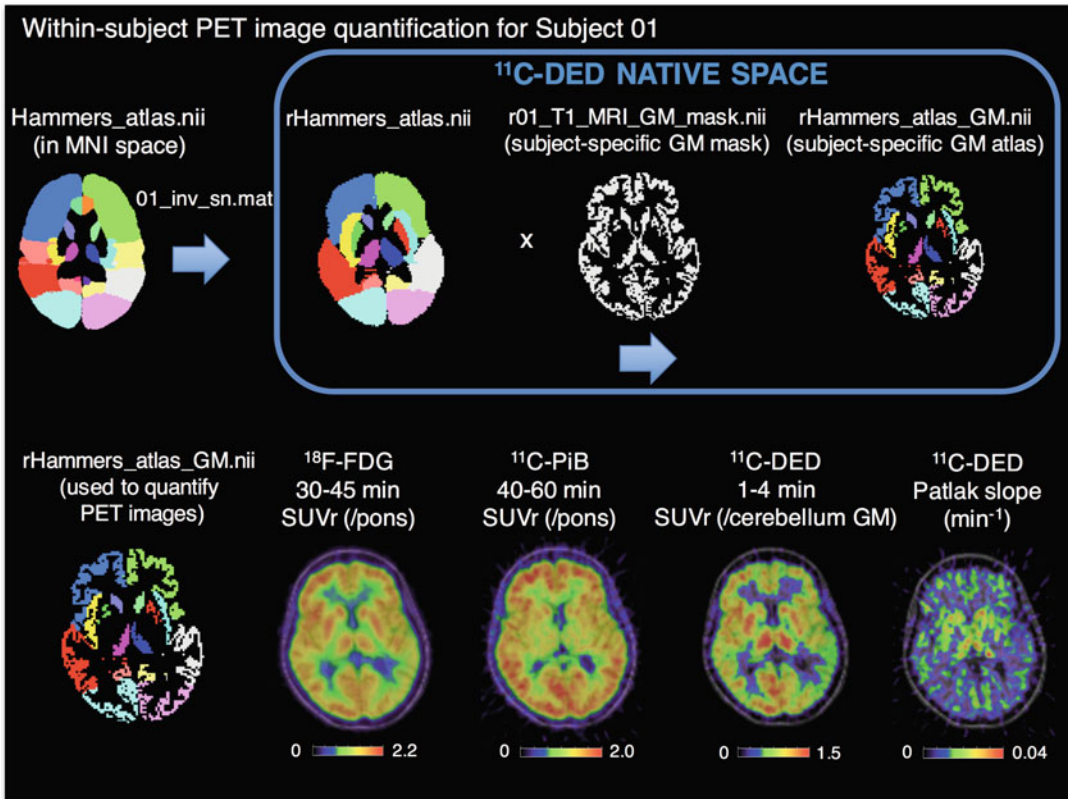 Within-subject PET image quantification for Subject 01
¹¹C-DED NATIVE SPACE
Hammers_atlas.nii
(in MNI space)
01_inv_sn.mat
rHammers_atlas.nii
x
r01_T1_MRI_GM_mask.nii
(subject-specific GM mask)
rHammers_atlas_GM.nii
(subject-specific GM atlas)
rHammers_atlas_GM.nii
(used to quantify
PET images)
¹⁸F-FDG
30-45 min
SUVr (/pons)
0 2.2
¹¹C-PiB
40-60 min
SUVr (/pons)
0 2.0
¹¹C-DED
1-4 min
SUVr (/cerebellum GM)
0 1.5
¹¹C-DED
Patlak slope
(min⁻¹)
0 0.04